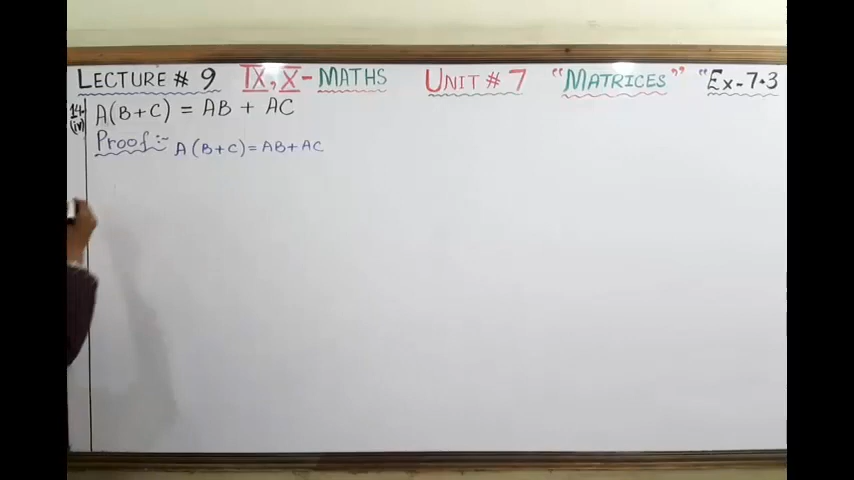 LECTURE # 9 IX, X - MATHS UNIT # 7 "MATRICES" "Ex-7.3
14 (iv) A(B+C) = AB + AC
Proof:- A(B+C) = AB + AC